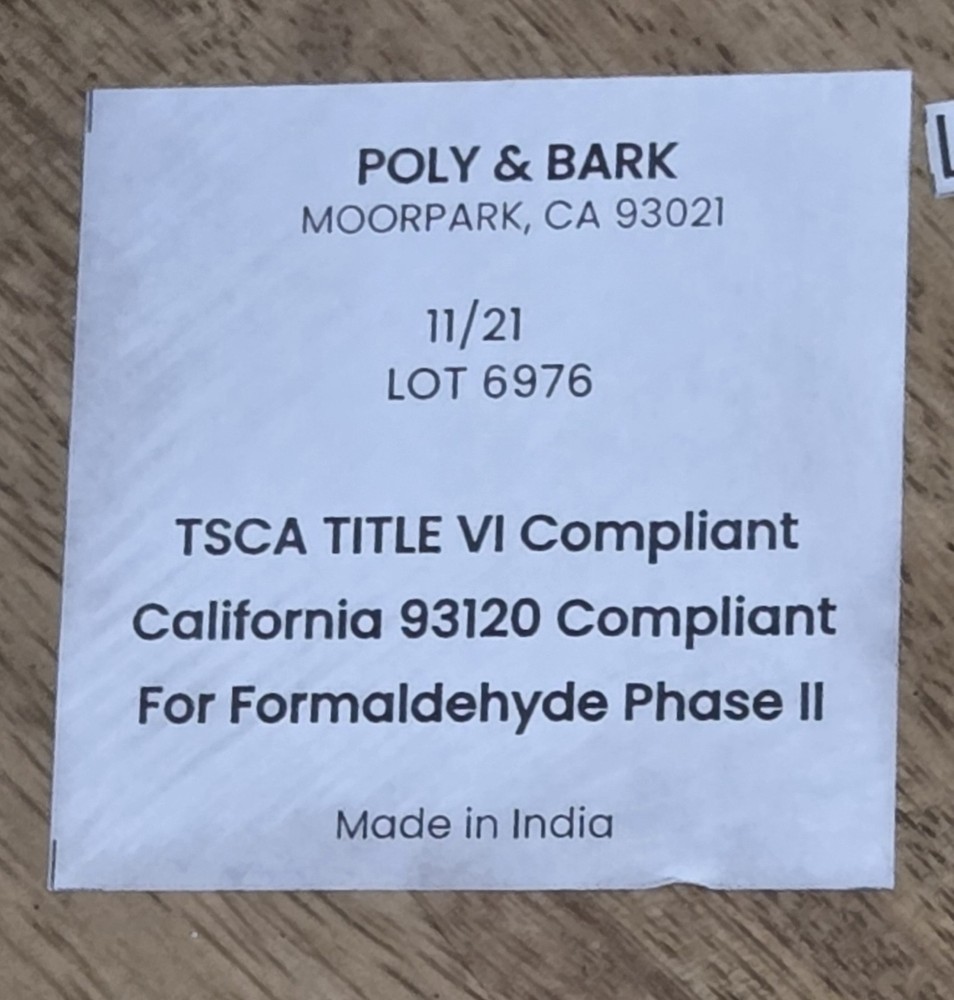 POLY & BARK
MOORPARK, CA 93021
11/21
LOT 6976
TSCA TITLE VI Compliant
California 93120 Compliant
For Formaldehyde Phase II
Made in India